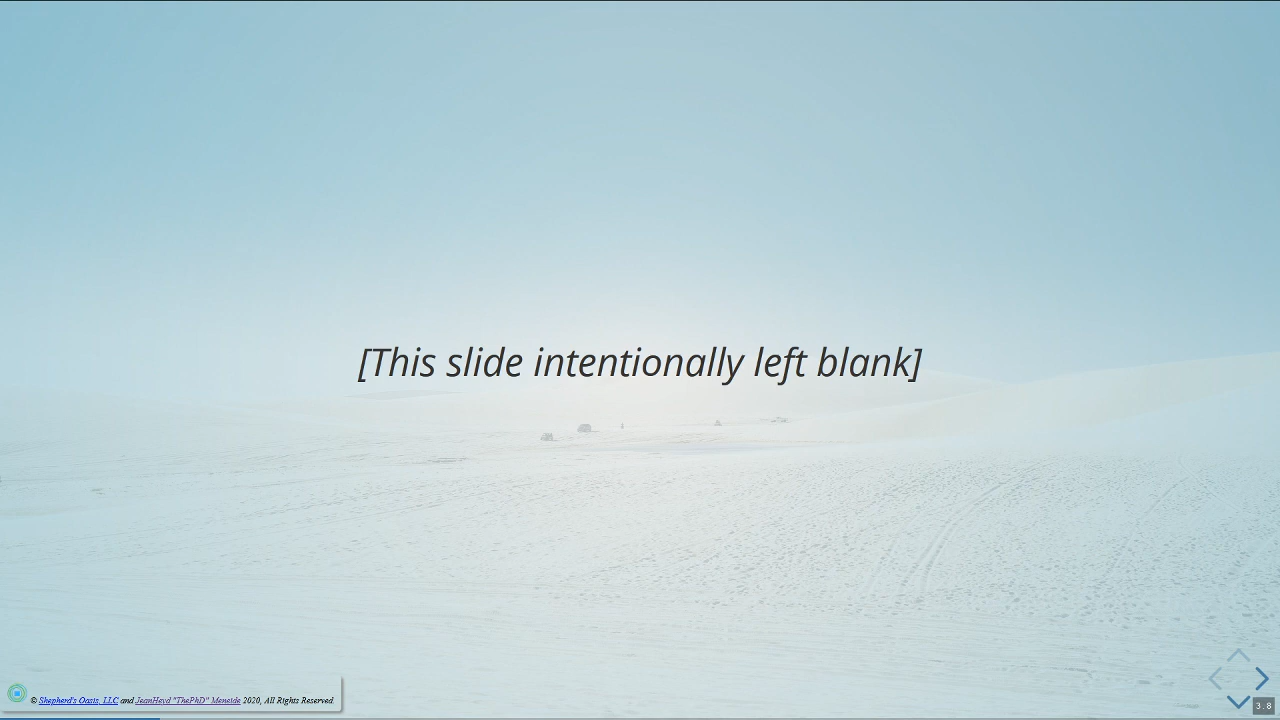 [This slide intentionally left blank]
© Shepherd's Oasis, LLC and JeanHeyd "ThePhD" Meneide 2020, All Rights Reserved.
3.8